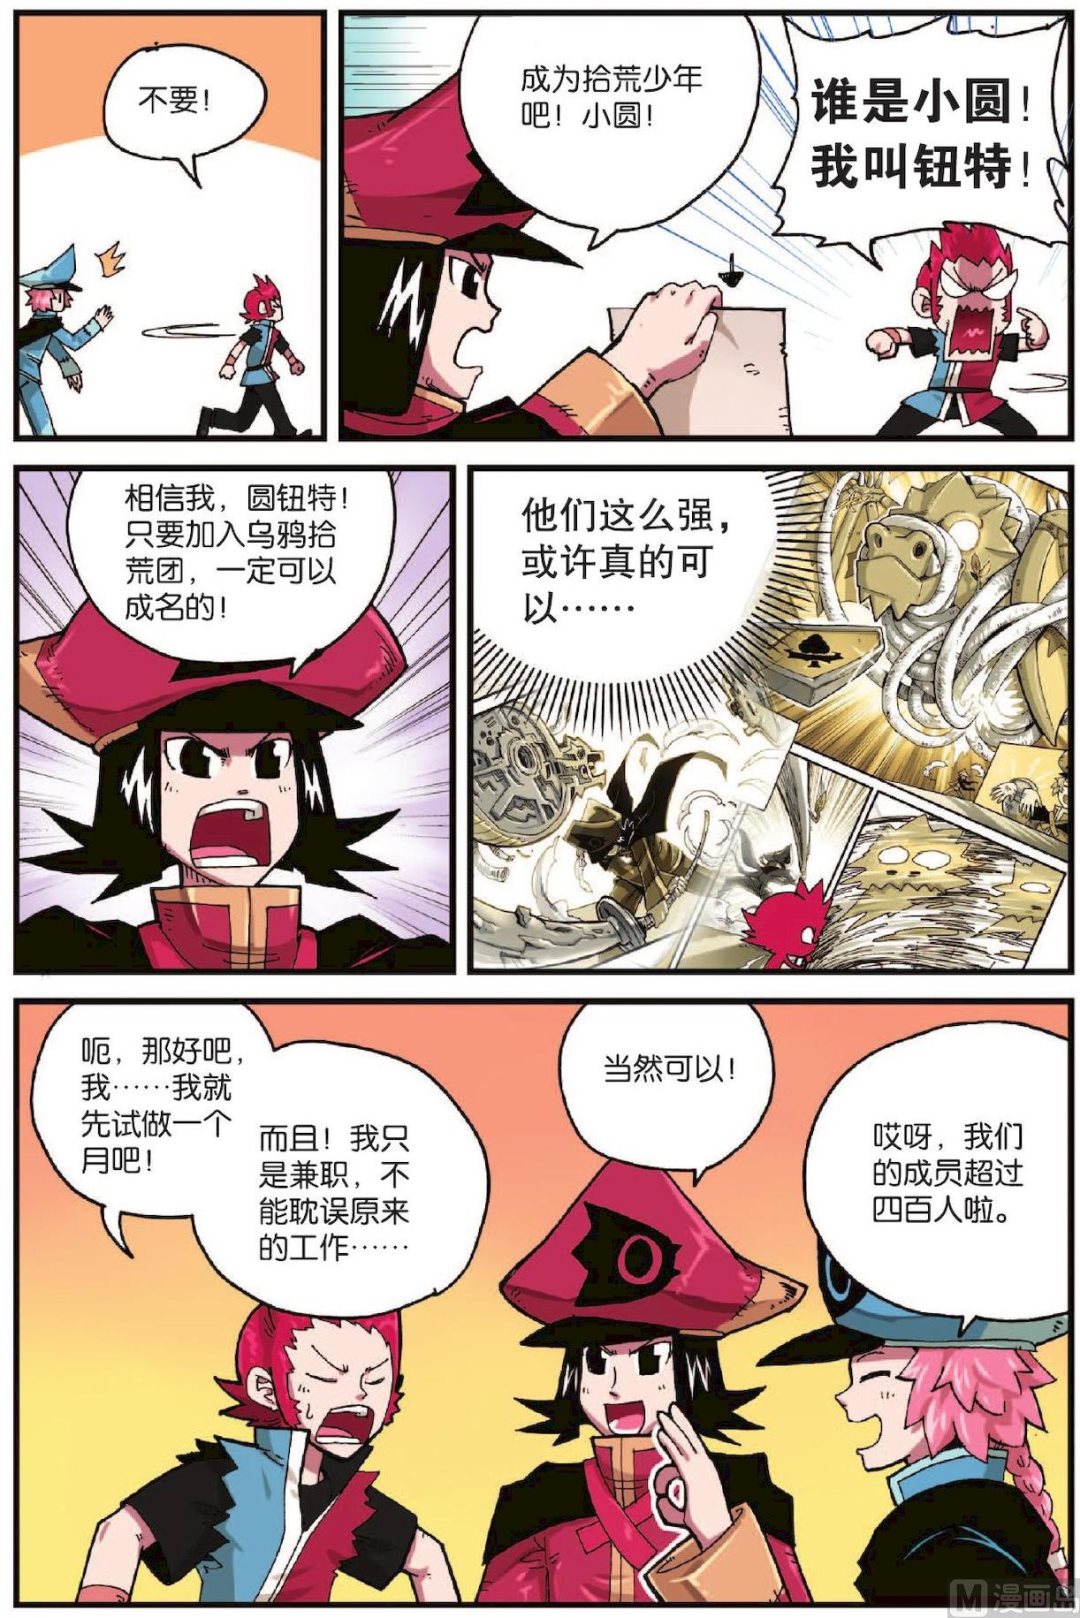 不要！
成为拾荒少年
吧！小圆！
谁是小圆！
我叫钮特！
相信我，圆钮特！
只要加入乌鸦拾
荒团，一定可以
成名的！
他们这么强，
或许真的可
以……
呃，那好吧，
我……我就
先试做一个
月吧！
而且！我只
是兼职，不
能耽误原来
的工作……
当然可以！
哎呀，我们
的成员超过
四百人啦。
漫画岛